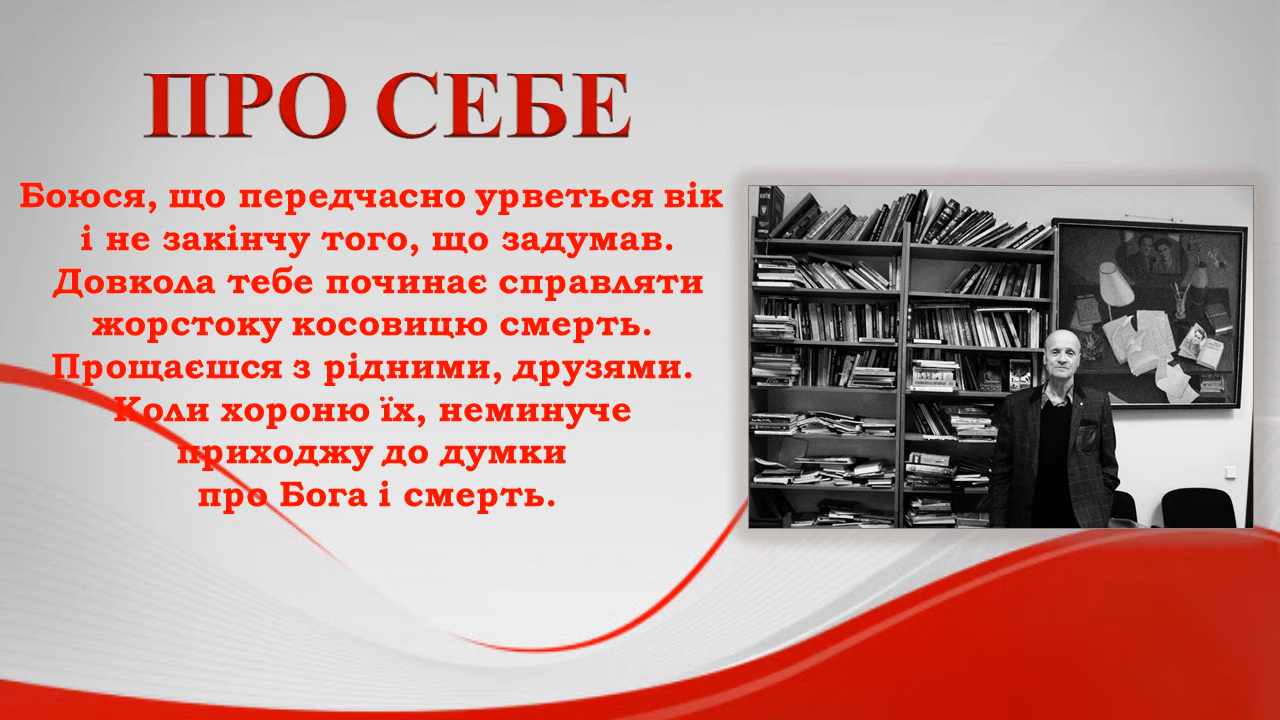 ПРО СЕБЕ
Боюся, що передчасно урветься вік
і не закінчу того, що задумав.
Довкола тебе починає справляти
жорстоку косовицю смерть.
Прощаєшся з рідними, друзями.
Коли хороню їх, неминуче
приходжу до думки
про Бога і смерть.